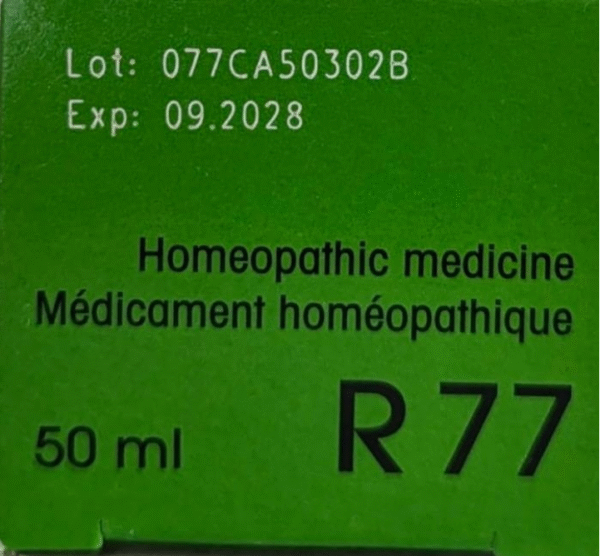 Lot: 077CA50302B
Exp: 09.2028
Homeopathic medicine
Médicament homéopathique
50 ml R 77